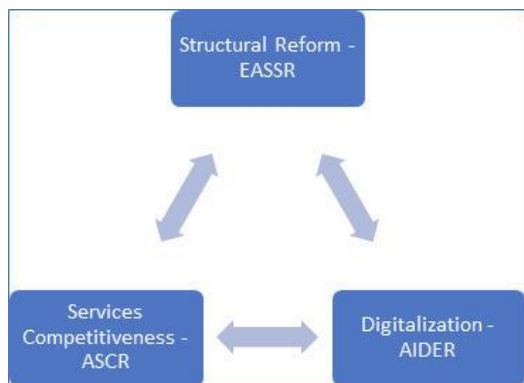 Structural Reform -
EASSR
Services
Competitiveness -
ASCR
Digitalization -
AIDER